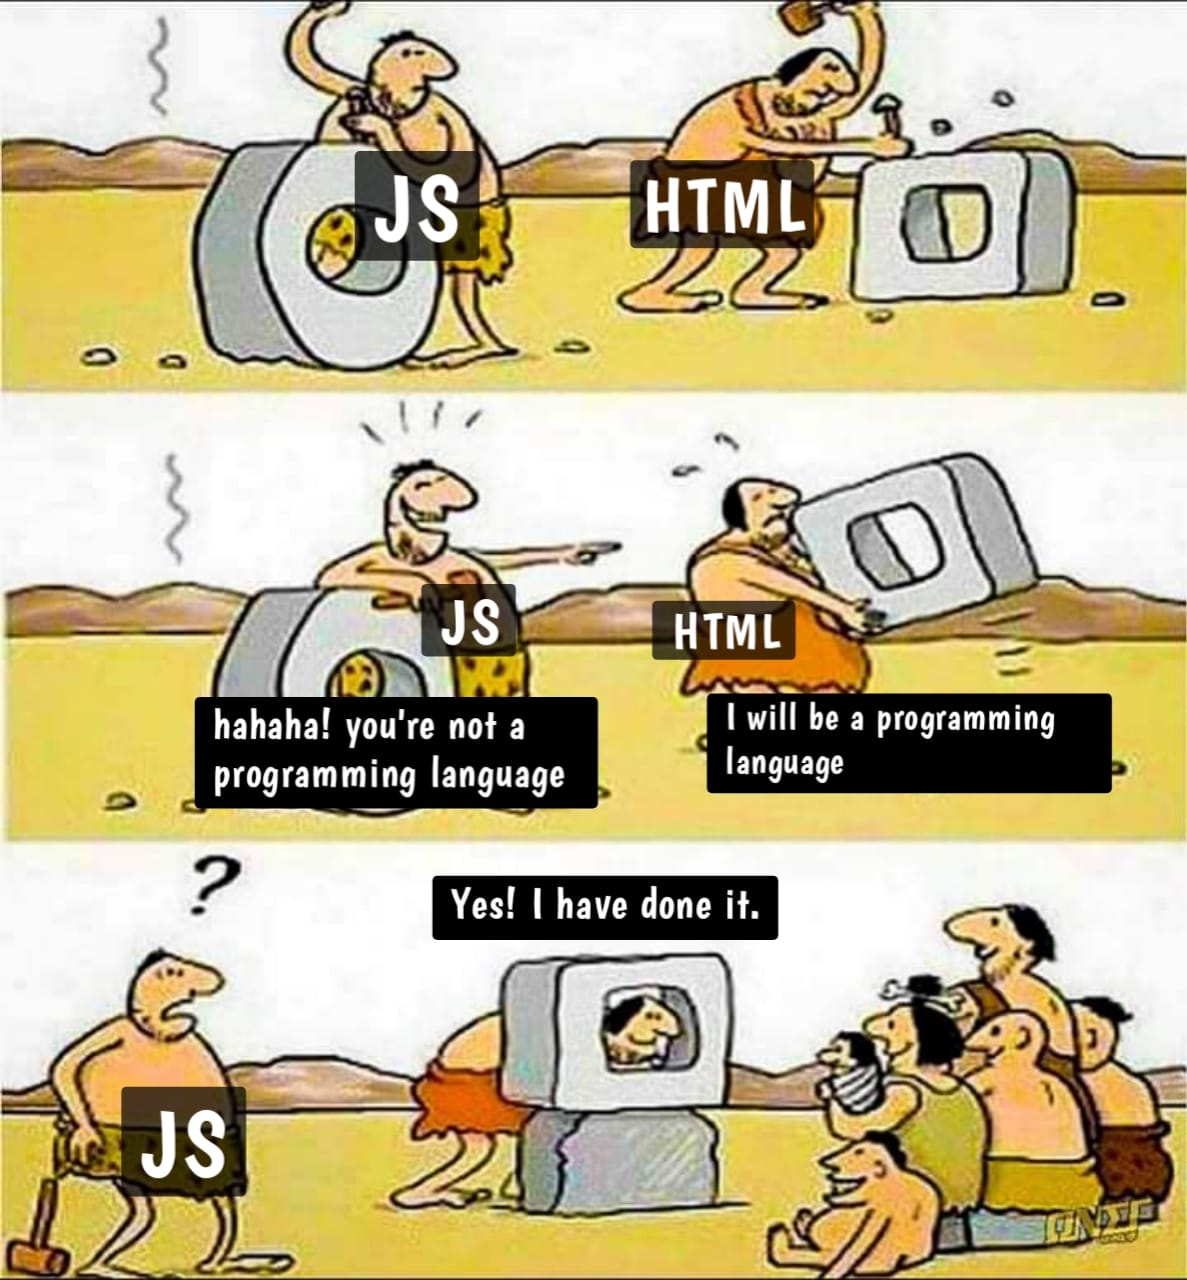 JS
HTML
JS
HTML
hahaha! you're not a
programming language
I will be a programming
language
?
Yes! I have done it.
JS